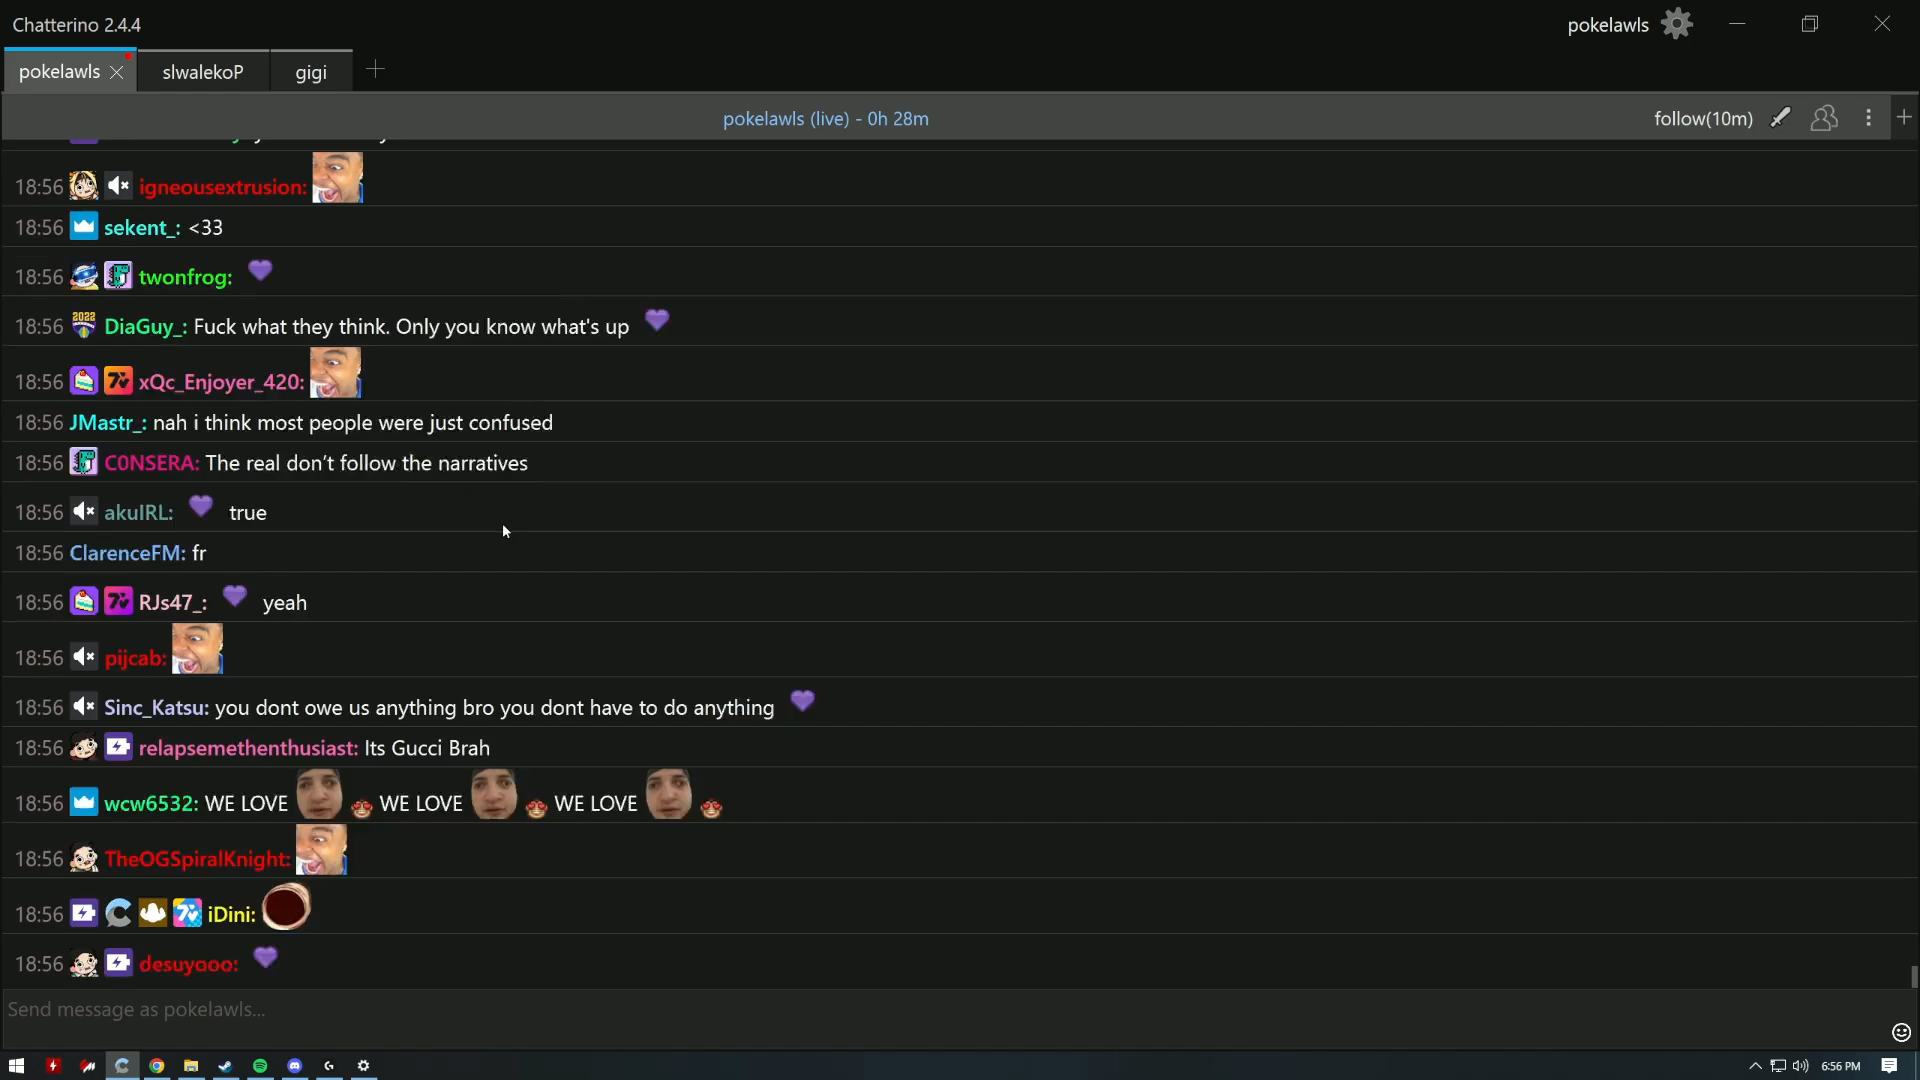 Chatterino 2.4.4
pokelawls
pokelawls
slwalekoP
gigi
pokelawls (live) - 0h 28m
follow(10m)
18:56 igneousextrusion:
18:56 sekent_: <33
18:56 twonfrog:
18:56 2022 DiaGuy_: Fuck what they think. Only you know what's up
18:56 xQc_Enjoyer_420:
18:56 JMastr_: nah i think most people were just confused
18:56 C0NSERA: The real don’t follow the narratives
18:56 akuIRL: true
18:56 ClarenceFM: fr
18:56 RJs47_: yeah
18:56 pijcab:
18:56 Sinc_Katsu: you dont owe us anything bro you dont have to do anything
18:56 relapsemethenthusiast: Its Gucci Brah
18:56 wcw6532: WE LOVE WE LOVE WE LOVE
18:56 TheOGSpiralKnight:
18:56 iDini:
18:56 desuyooo:
Send message as pokelawls...
6:56 PM